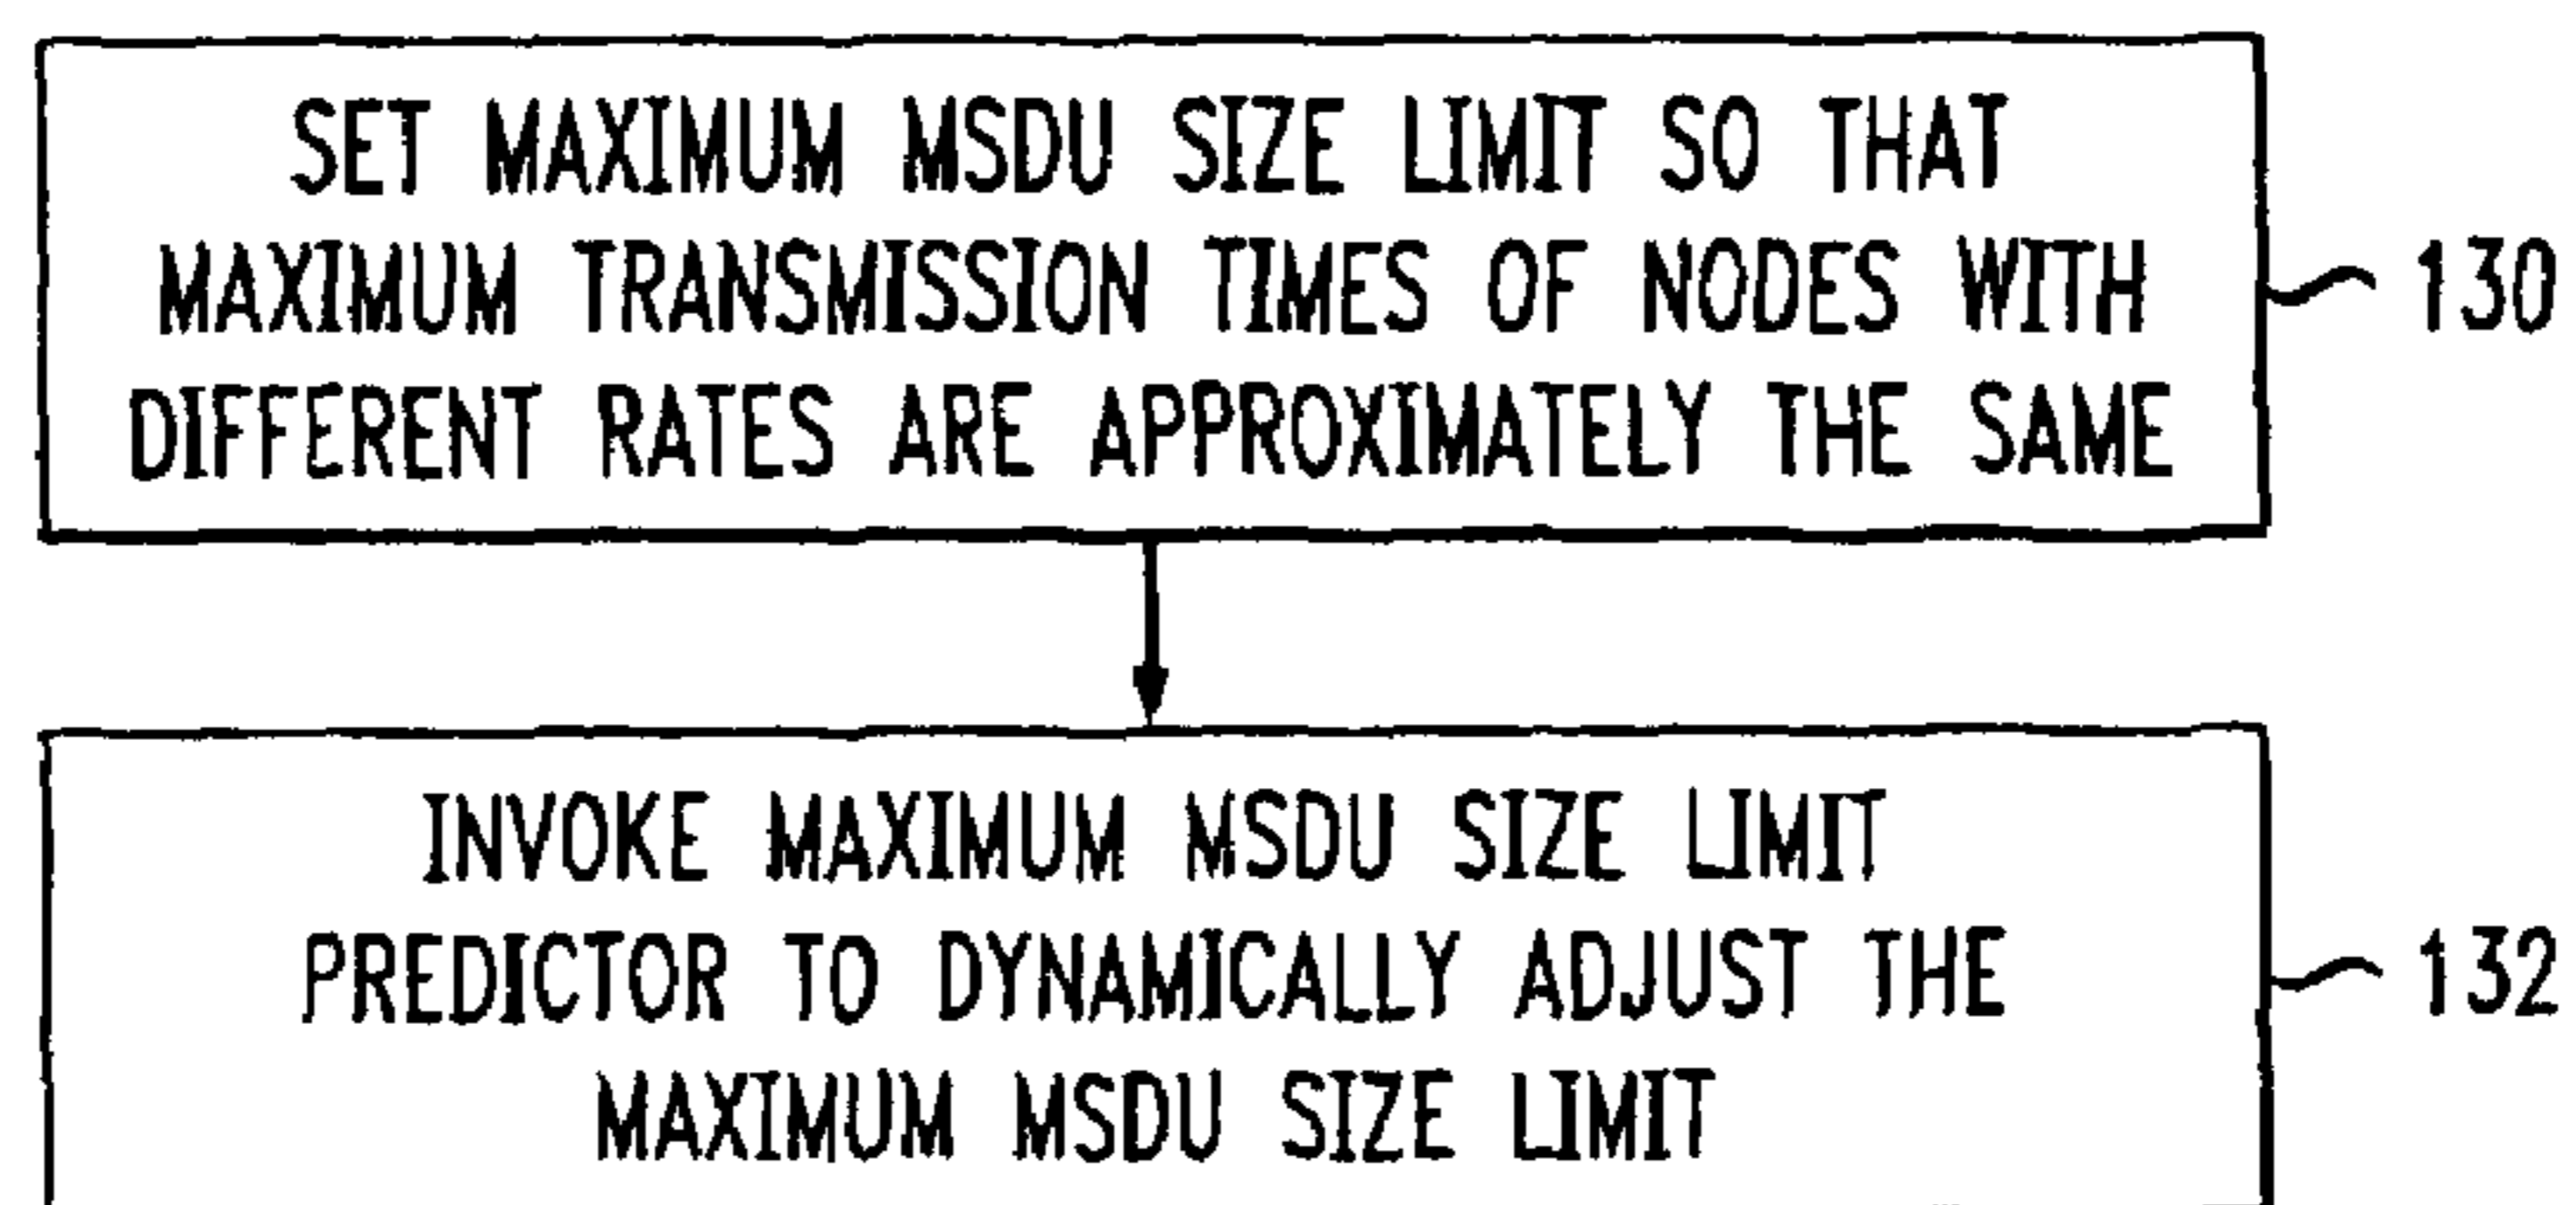 SET MAXIMUM MSDU SIZE LIMIT SO THAT
MAXIMUM TRANSMISSION TIMES OF NODES WITH
DIFFERENT RATES ARE APPROXIMATELY THE SAME
130
INVOKE MAXIMUM MSDU SIZE LIMIT
PREDICTOR TO DYNAMICALLY ADJUST THE
MAXIMUM MSDU SIZE LIMIT
132